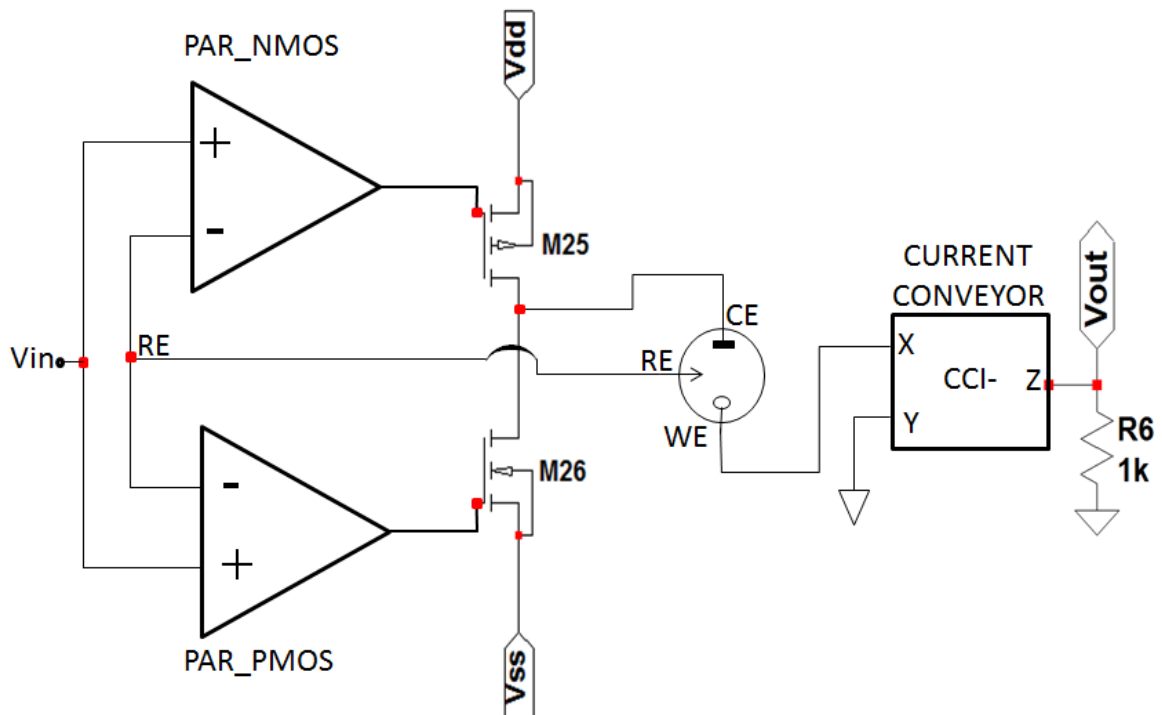 PAR_NMOS
Vdd
+
-
M25
CURRENT
CONVEYOR
Vout
Vin
RE
CE
RE
WE
X
CCI-
Z
Y
R6
1k
-
+
M26
PAR_PMOS
Vss